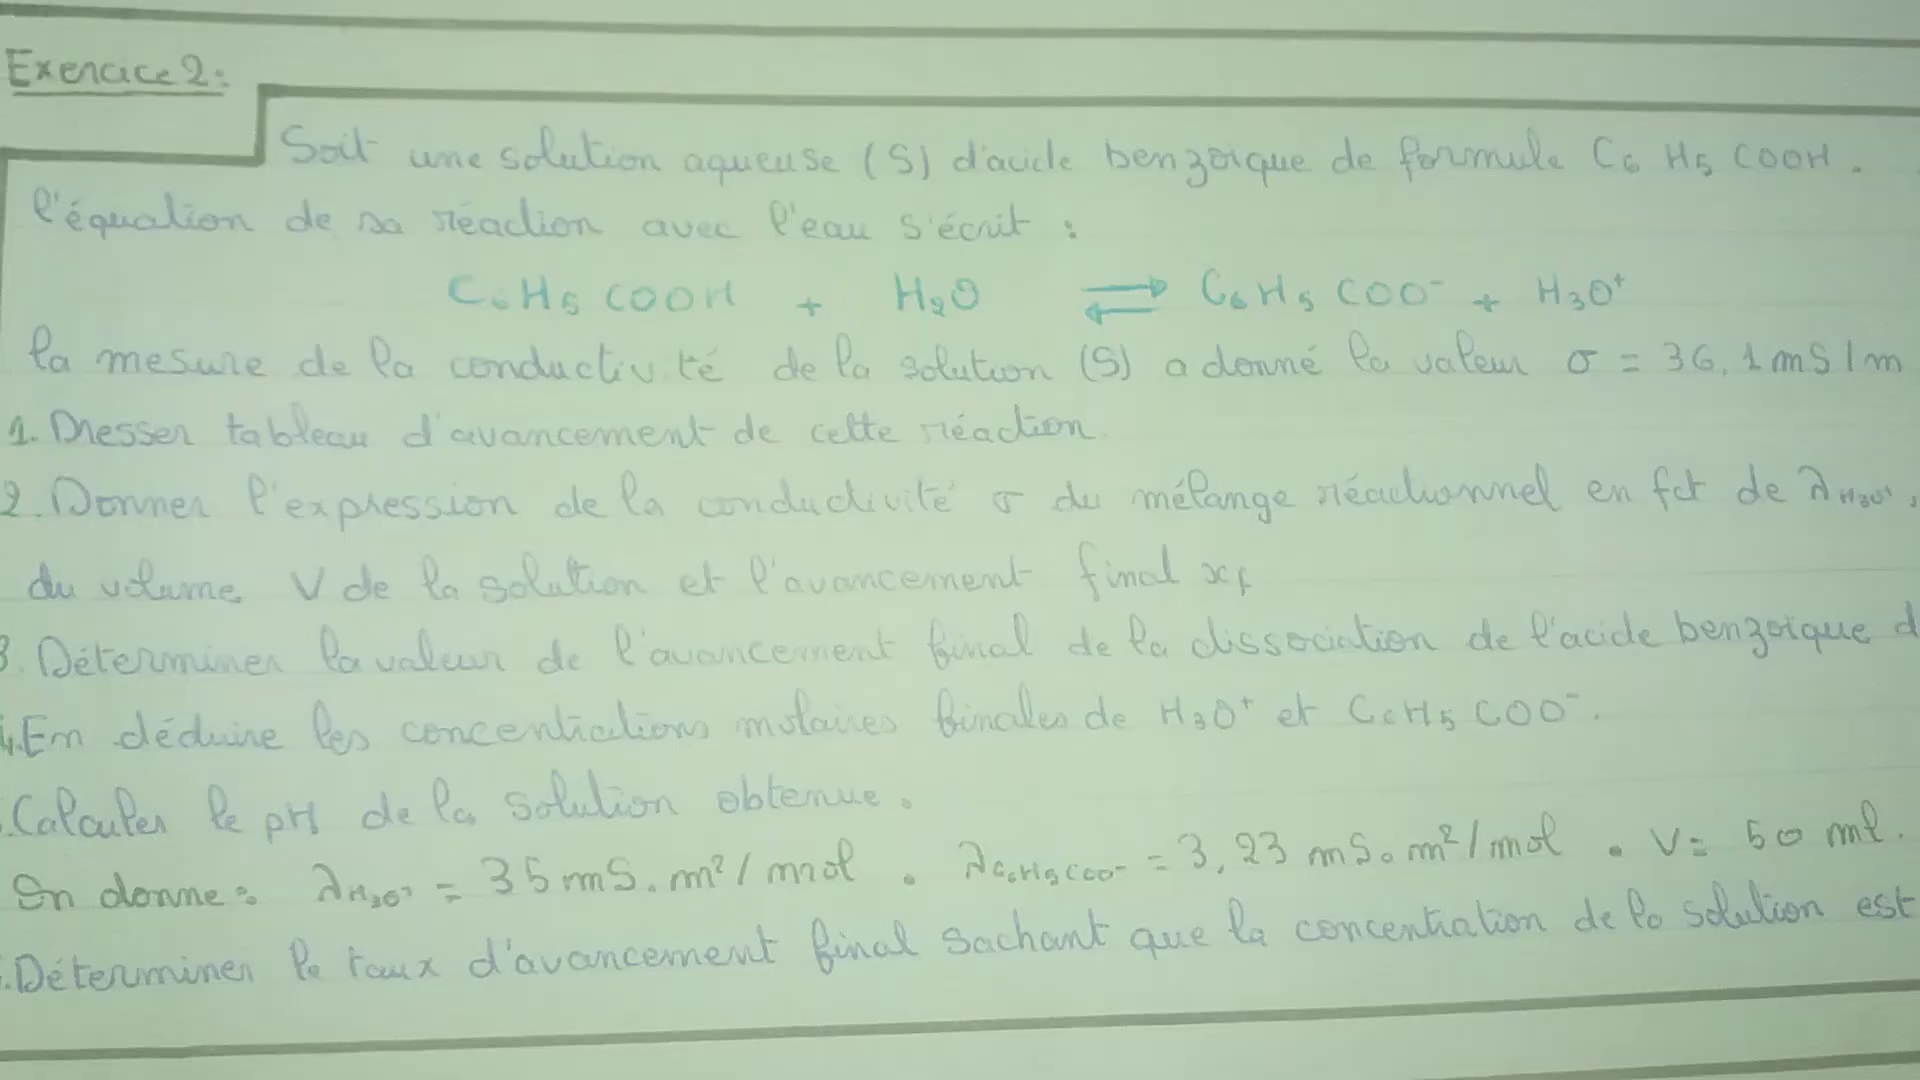 Exercice 2:
Soit une solution aqueuse (S) d'acide benzoïque de formule C6 H5 COOH.
l'équation de sa réaction avec l'eau s'écrit :
C6H5 COOH + H2O ⇌ C6H5 COO- + H3O+
la mesure de la conductivité de la solution (S) a donné la valeur σ = 36,1 mS/m
1. Dresser tableau d'avancement de cette réaction.
2. Donner l'expression de la conductivité σ du mélange réactionnel en fct de λH3O+,
du volume V de la solution et l'avancement final xf
3. Déterminer la valeur de l'avancement final de la dissociation de l'acide benzoïque d
4. En déduire les concentrations molaires finales de H3O+ et C6H5 COO-.
. Calculer le pH de la solution obtenue.
On donne: λH3O+ = 35 mS.m²/mol . λC6H5COO- = 3,23 mS.m²/mol . V= 50 ml.
. Déterminer le taux d'avancement final sachant que la concentration de la solution est